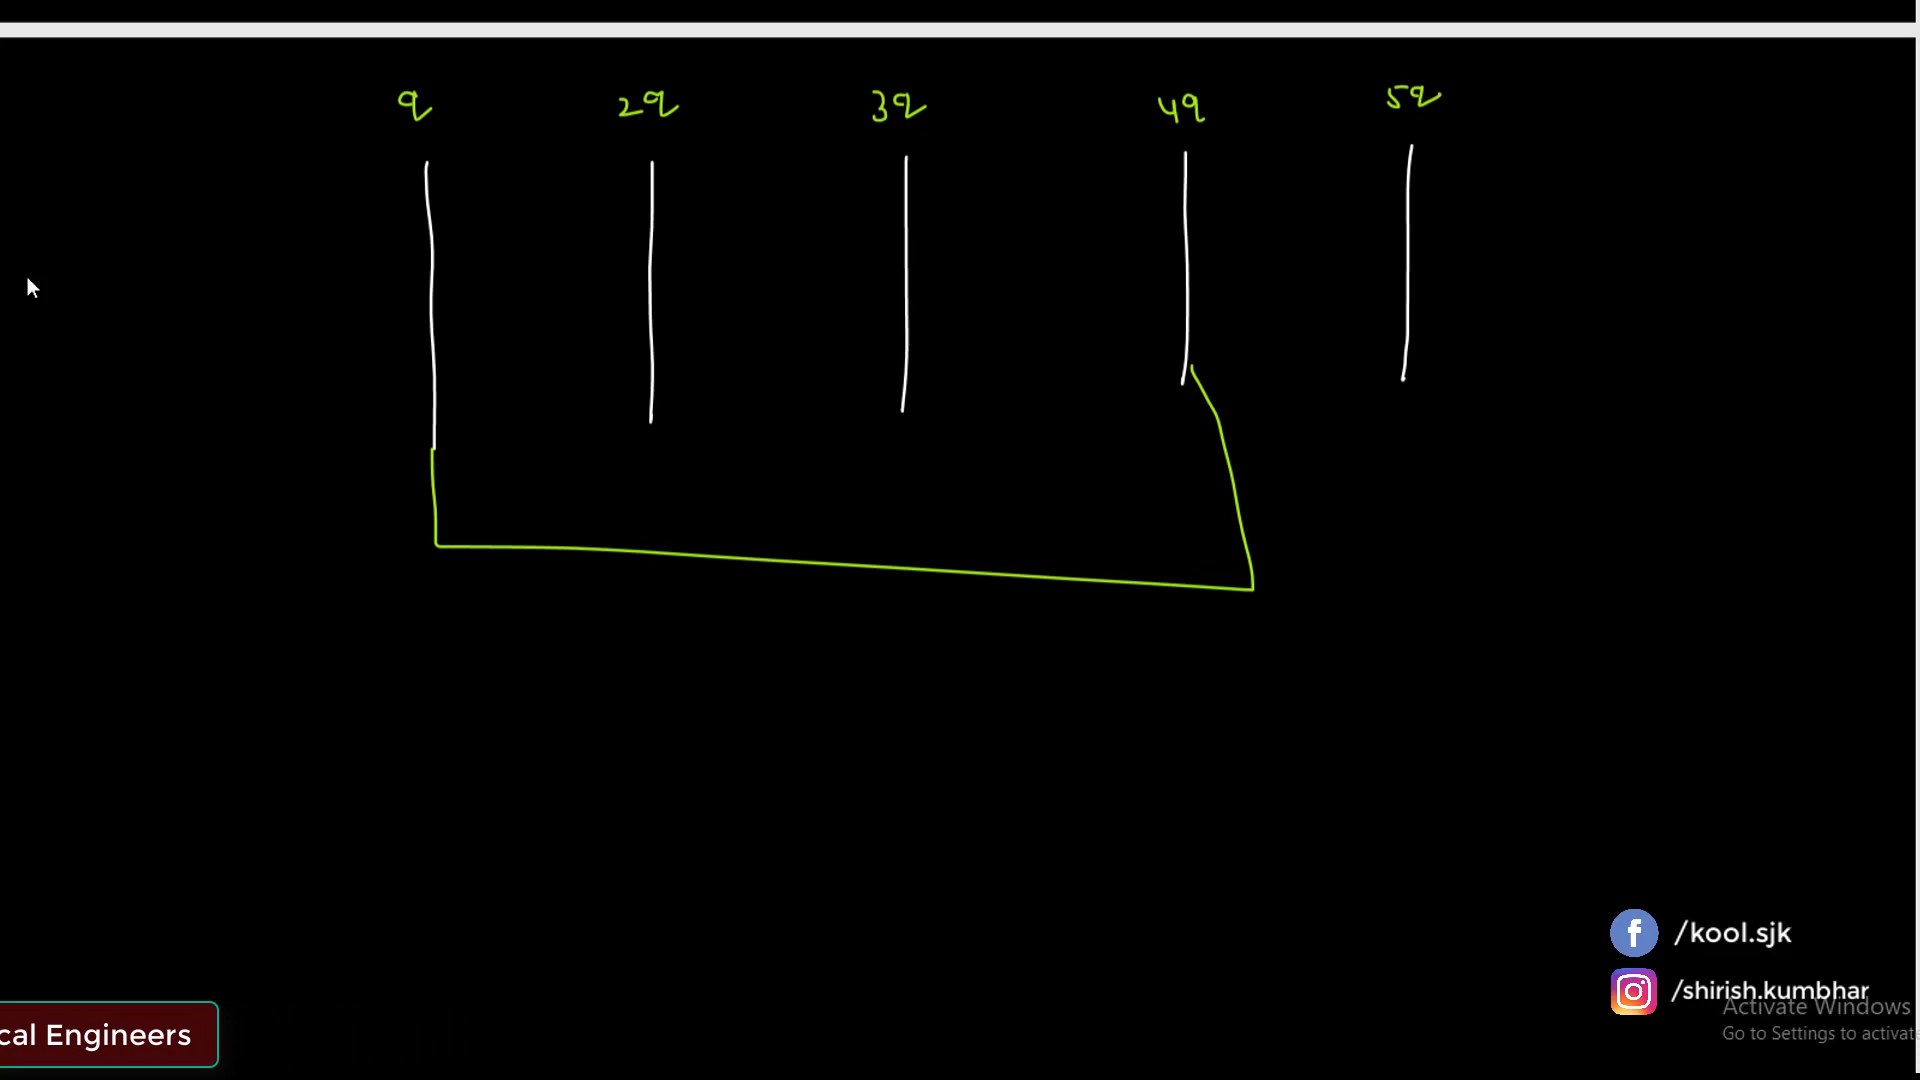 q 2q 3q 4q 5q
/kool.sjk
/shirish.kumbhar
Activate Windows
Go to Settings to activat
cal Engineers